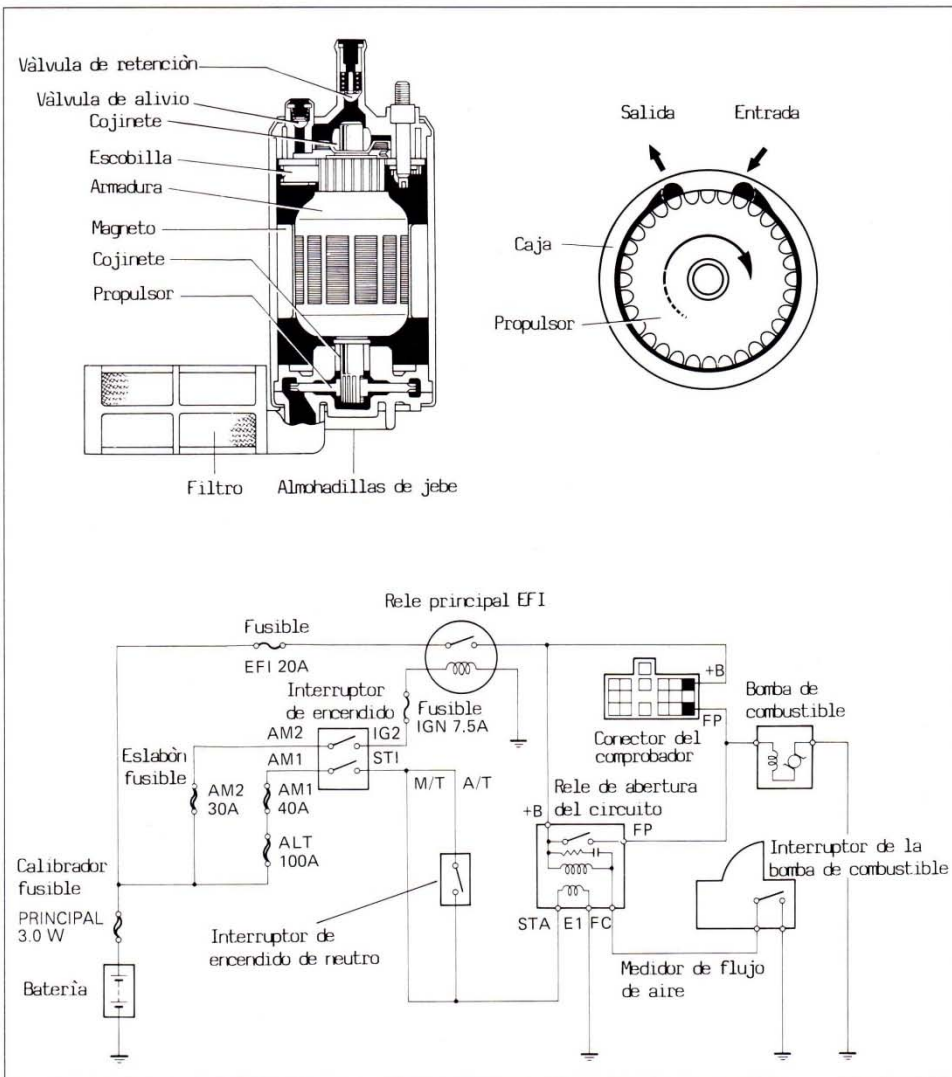 Vàlvula de retenciòn
Vàlvula de alivio
Cojinete
Escobilla
Armadura
Magneto
Cojinete
Propulsor
Filtro
Almohadillas de jebe
Salida
Entrada
Caja
Propulsor
Rele principal EFI
Fusible
EFI 20A
Interruptor
de encendido
Fusible
IGN 7.5A
AM2
IG2
AM1
STI
Eslabòn
fusible
AM2
30A
AM1
40A
ALT
100A
M/T
A/T
+B
FP
Conector del
comprobador
Bomba de
combustible
Rele de abertura
del circuito
+B
FP
STA
E1
FC
Interruptor de la
bomba de combustible
Calibrador
fusible
PRINCIPAL
3.0 W
Interruptor de
encendido de neutro
Medidor de flujo
de aire
Baterìa